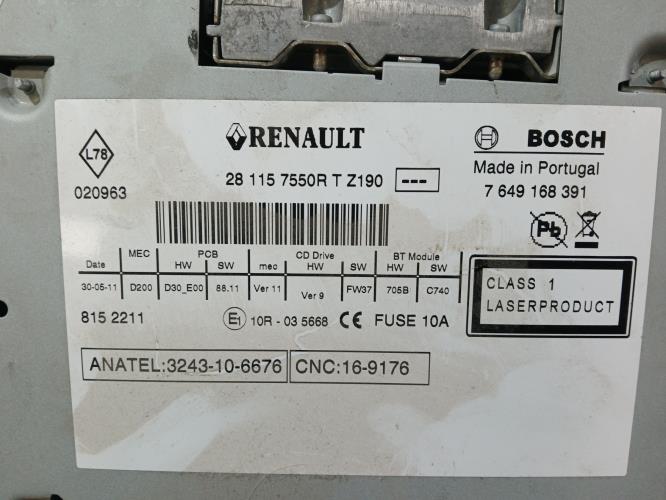 RENAULT
BOSCH
L78
Made in Portugal
28 115 7550R T Z190 ---
7 649 168 391
020963
Pb
MEC PCB CD Drive BT Module
Date HW SW mec HW SW HW SW
30-05-11 D200 D30_E00 88.11 Ver 11 Ver 9 FW37 705B C740
CLASS 1
LASERPRODUCT
815 2211 E1 10R - 03 5668 CE FUSE 10A
ANATEL:3243-10-6676 CNC:16-9176